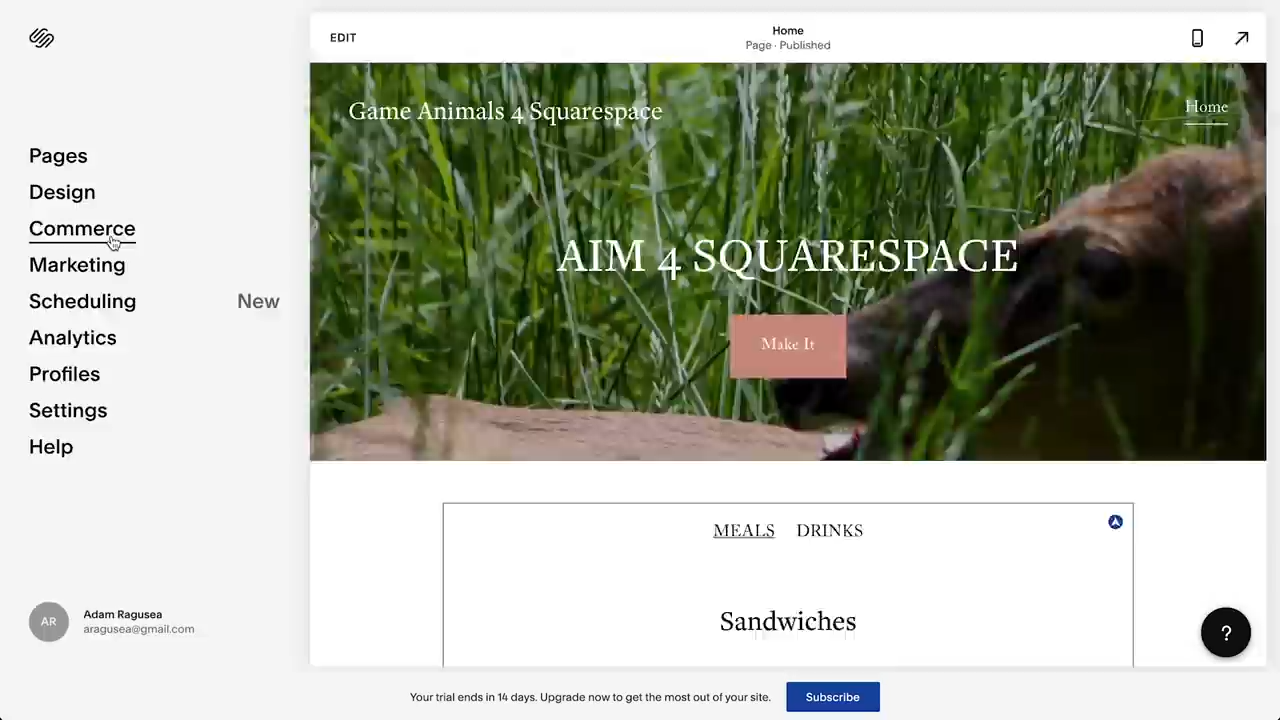 EDIT
Home
Page · Published
Game Animals 4 Squarespace
Home
Pages
Design
Commerce
Marketing
Scheduling New
Analytics
Profiles
Settings
Help
AIM 4 SQUARESPACE
Make It
MEALS DRINKS
Sandwiches
AR
Adam Ragusea
aragusea@gmail.com
?
Your trial ends in 14 days. Upgrade now to get the most out of your site.
Subscribe